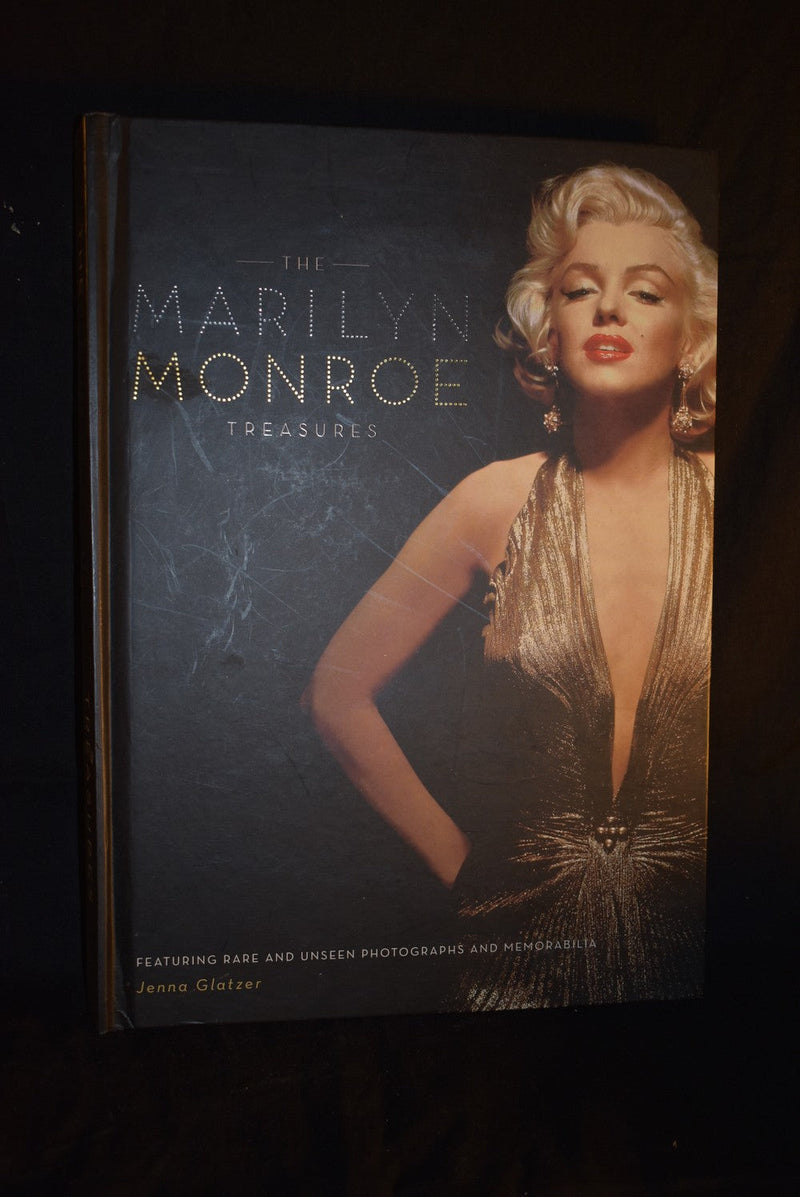 THE
MARILYN
MONROE
TREASURES
FEATURING RARE AND UNSEEN PHOTOGRAPHS AND MEMORABILIA
Jenna Glatzer